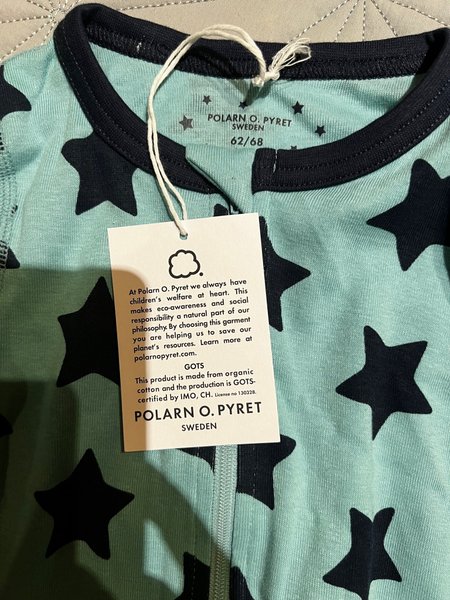 POLARN O. PYRET
SWEDEN
62/68
At Polarn O. Pyret we always have
children's welfare at heart. This
makes eco-awareness and social
responsibility a natural part of our
philosophy. By choosing this garment
you are helping us to save our
planet's resources. Learn more at
polarnopyret.com.
GOTS
This product is made from organic
cotton and the production is GOTS-
certified by IMO, CH. License no 130228.
POLARN O. PYRET
SWEDEN